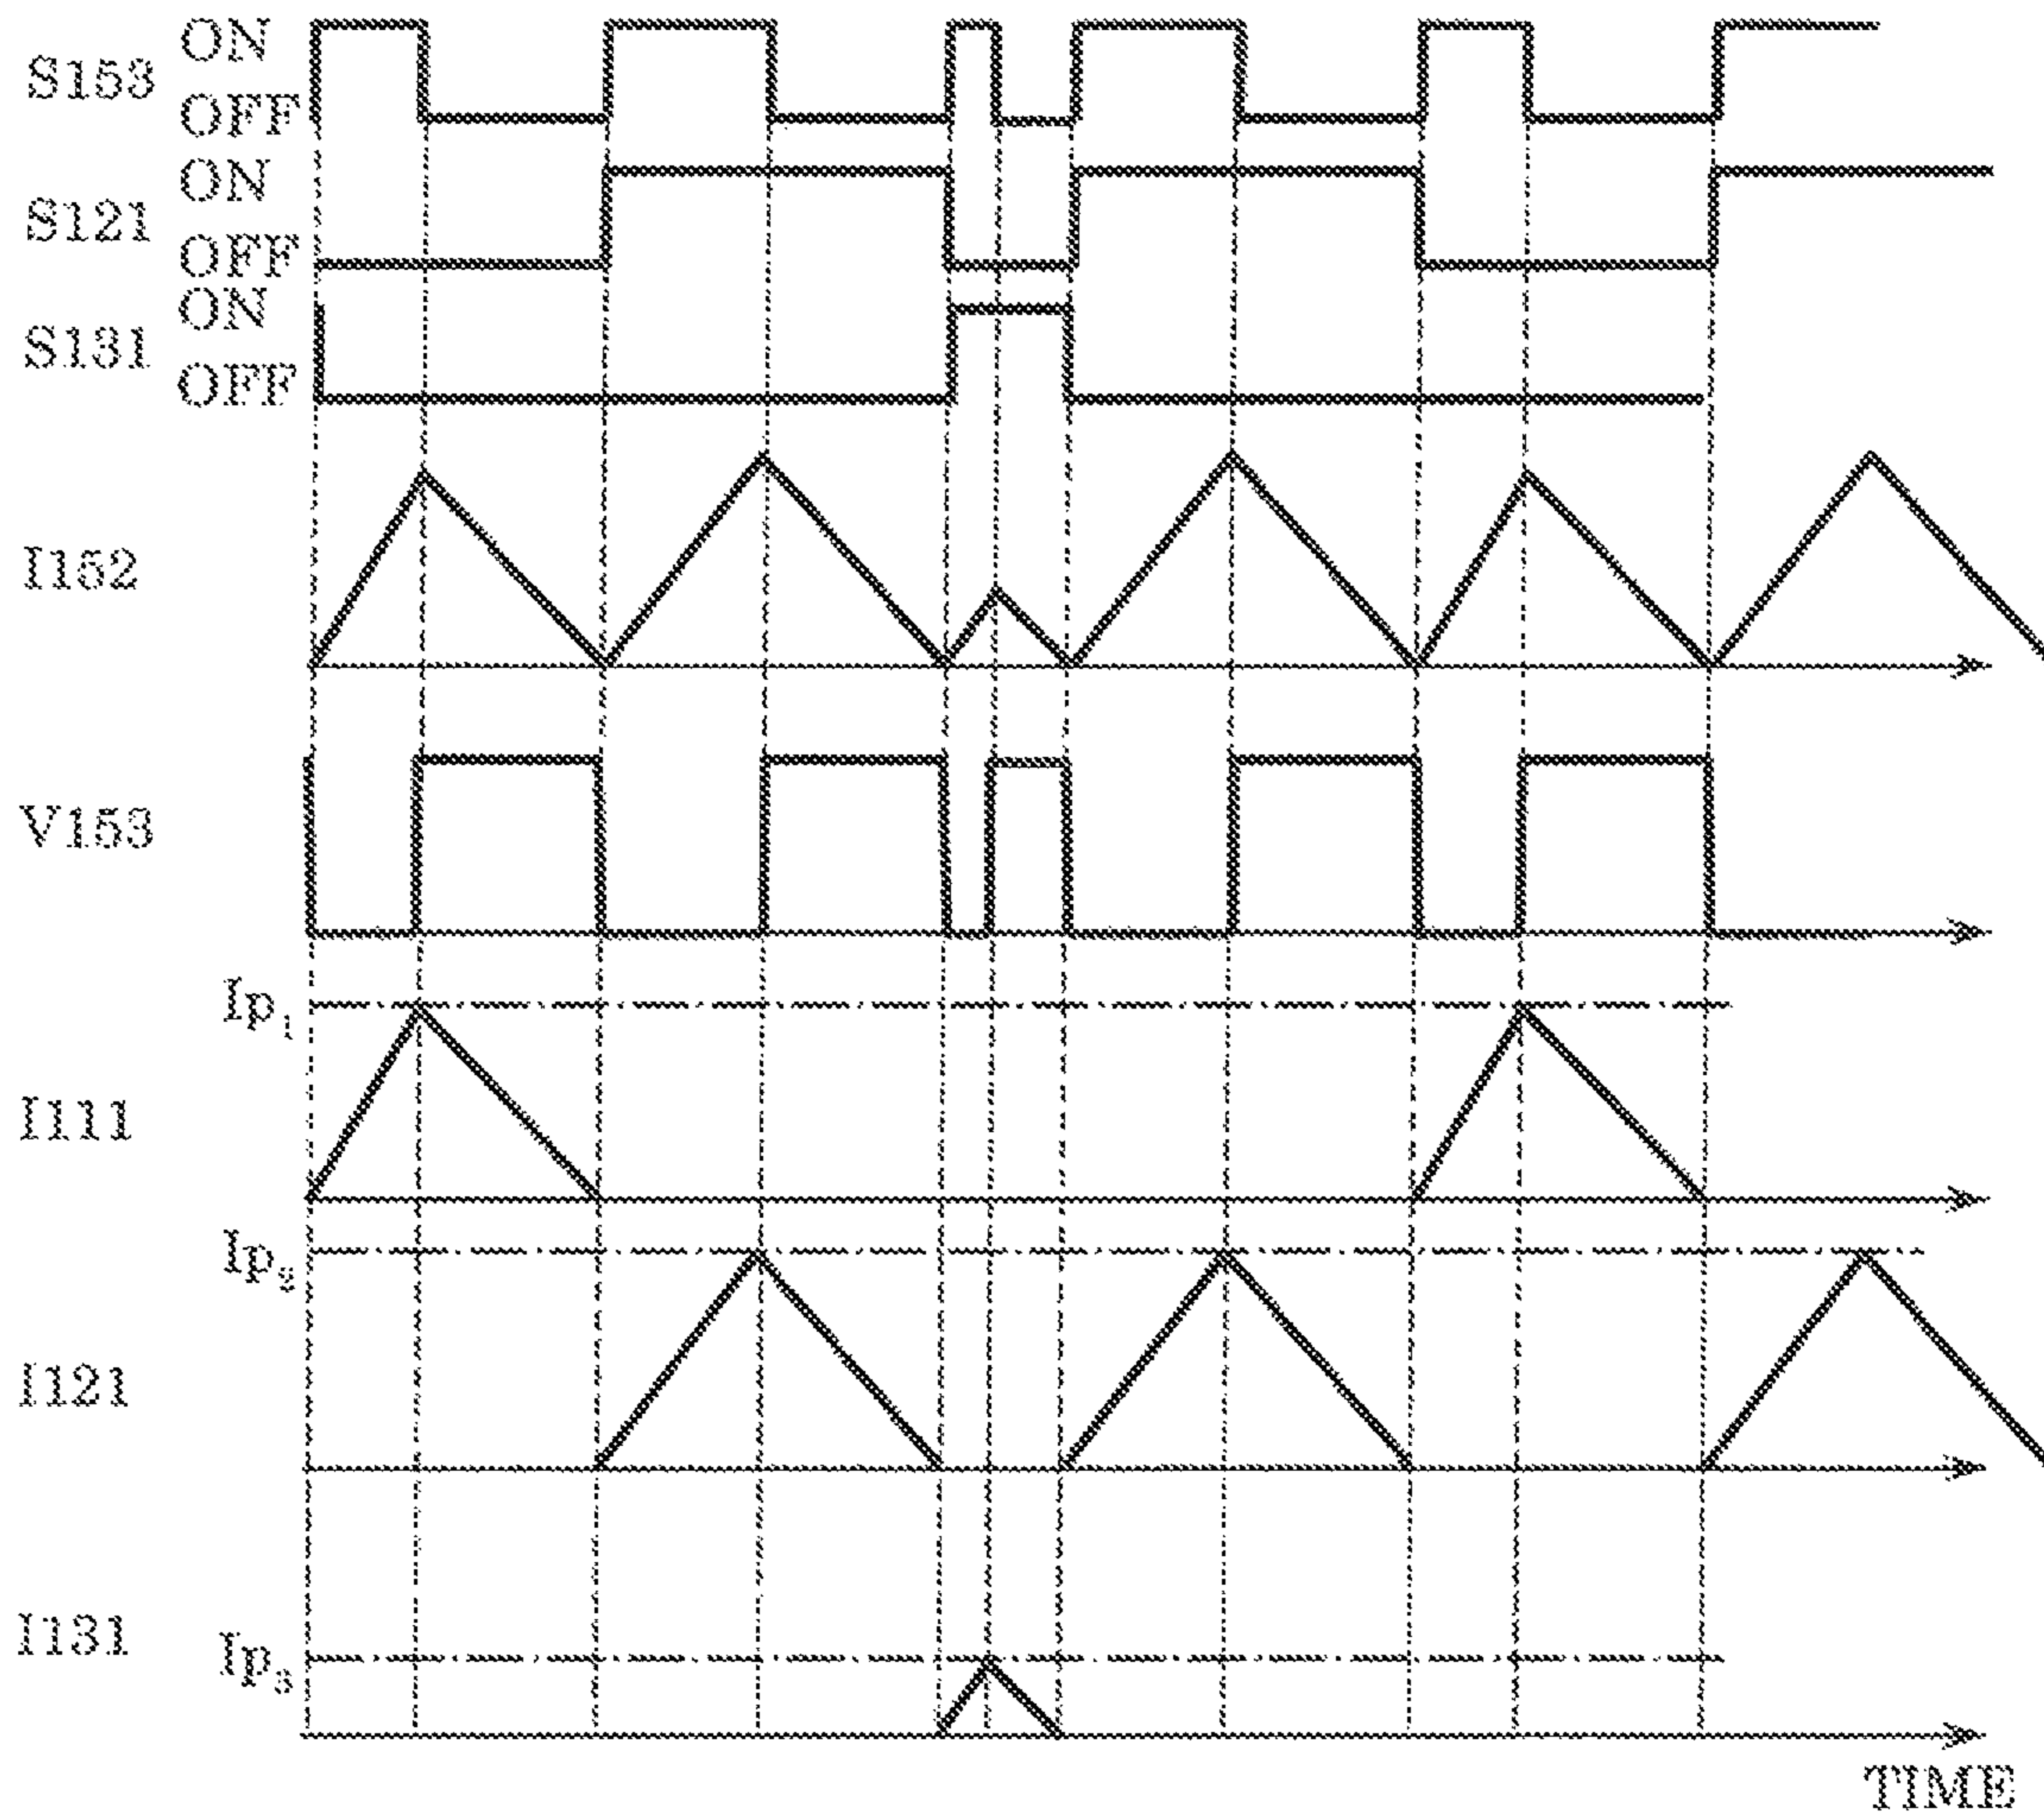 S153 ON
OFF
S121 ON
OFF
S131 ON
OFF
I152
V153
Ip1
I111
Ip2
I121
I131
Ip3
TIME